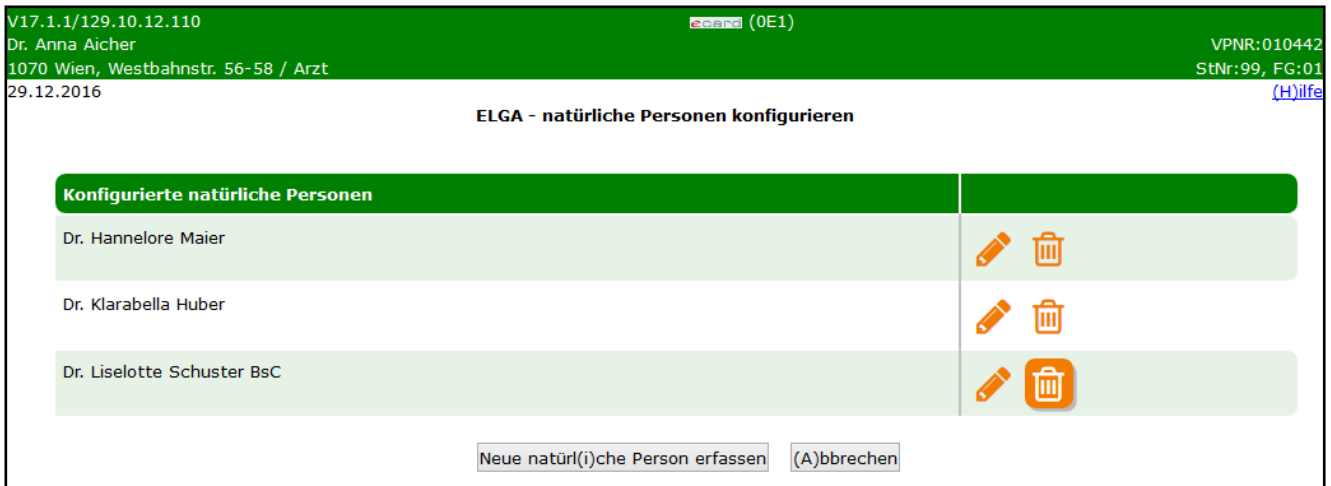 V17.1.1/129.10.12.110 ecard (0E1)
Dr. Anna Aicher VPNR:010442
1070 Wien, Westbahnstr. 56-58 / Arzt StNr:99, FG:01
29.12.2016 (H)ilfe
ELGA - natürliche Personen konfigurieren
Konfigurierte natürliche Personen
Dr. Hannelore Maier
Dr. Klarabella Huber
Dr. Liselotte Schuster BsC
Neue natürl(i)che Person erfassen (A)bbrechen